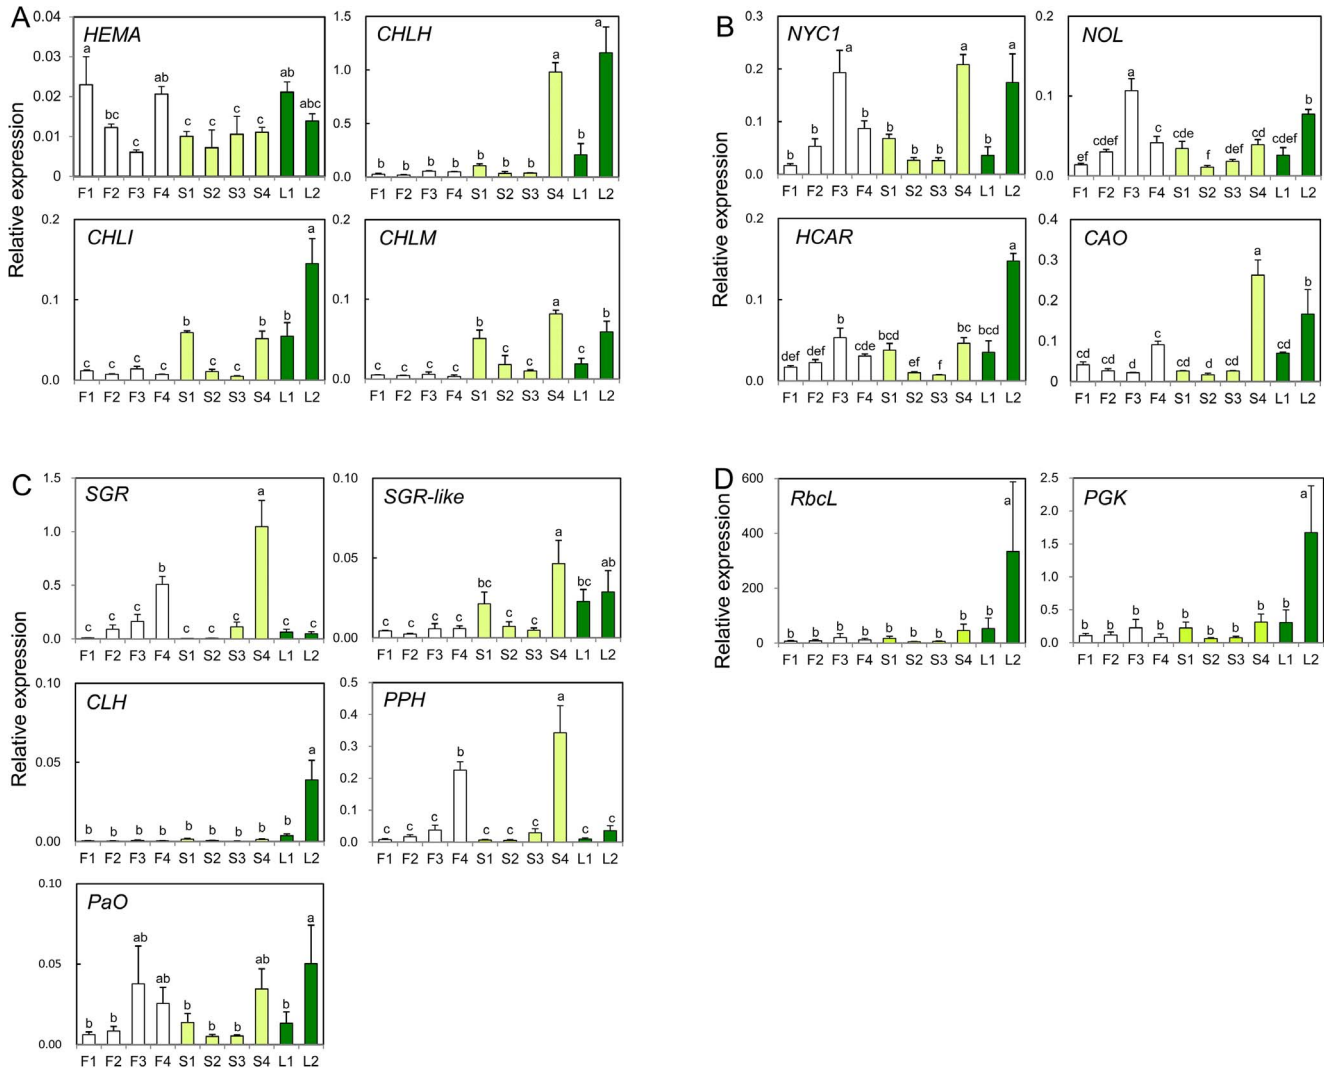 A
Relative expression
HEMA
0.04
0.03
0.02
0.01
0
a
bc
c
ab
c
c
c
c
ab
abc
F1 F2 F3 F4 S1 S2 S3 S4 L1 L2
CHLH
1.5
1.0
0.5
0.0
b
b
b
b
b
b
b
a
b
a
F1 F2 F3 F4 S1 S2 S3 S4 L1 L2
CHLI
0.2
0.1
0.0
c
c
c
c
b
c
c
b
b
a
F1 F2 F3 F4 S1 S2 S3 S4 L1 L2
CHLM
0.2
0.1
0.0
c
c
c
c
b
c
c
a
c
b
F1 F2 F3 F4 S1 S2 S3 S4 L1 L2
B
Relative expression
NYC1
0.3
0.2
0.1
0.0
b
b
a
b
b
b
b
a
b
a
F1 F2 F3 F4 S1 S2 S3 S4 L1 L2
NOL
0.2
0.1
0.0
ef
cdef
a
c
cde
f
def
cd
cdef
b
F1 F2 F3 F4 S1 S2 S3 S4 L1 L2
HCAR
0.2
0.1
0.0
def
def
b
cde
bcd
ef
f
bc
bcd
a
F1 F2 F3 F4 S1 S2 S3 S4 L1 L2
CAO
0.4
0.3
0.2
0.1
0
cd
cd
d
c
cd
d
cd
a
cd
b
F1 F2 F3 F4 S1 S2 S3 S4 L1 L2
C
Relative expression
SGR
1.5
1.0
0.5
0.0
c
c
c
b
c
c
c
a
c
c
F1 F2 F3 F4 S1 S2 S3 S4 L1 L2
SGR-like
0.10
0.05
0.00
c
c
c
c
bc
c
c
a
bc
ab
F1 F2 F3 F4 S1 S2 S3 S4 L1 L2
CLH
0.10
0.05
0.00
b
b
b
b
b
b
b
b
b
a
F1 F2 F3 F4 S1 S2 S3 S4 L1 L2
PPH
0.5
0.4
0.3
0.2
0.1
0.0
c
c
c
b
c
c
c
a
c
c
F1 F2 F3 F4 S1 S2 S3 S4 L1 L2
PaO
0.10
0.05
0.00
b
b
ab
ab
b
b
b
ab
b
a
F1 F2 F3 F4 S1 S2 S3 S4 L1 L2
D
Relative expression
RbcL
600
400
200
0
b
b
b
b
b
b
b
b
b
a
F1 F2 F3 F4 S1 S2 S3 S4 L1 L2
PGK
2.5
2.0
1.5
1.0
0.5
0.0
b
b
b
b
b
b
b
b
b
a
F1 F2 F3 F4 S1 S2 S3 S4 L1 L2